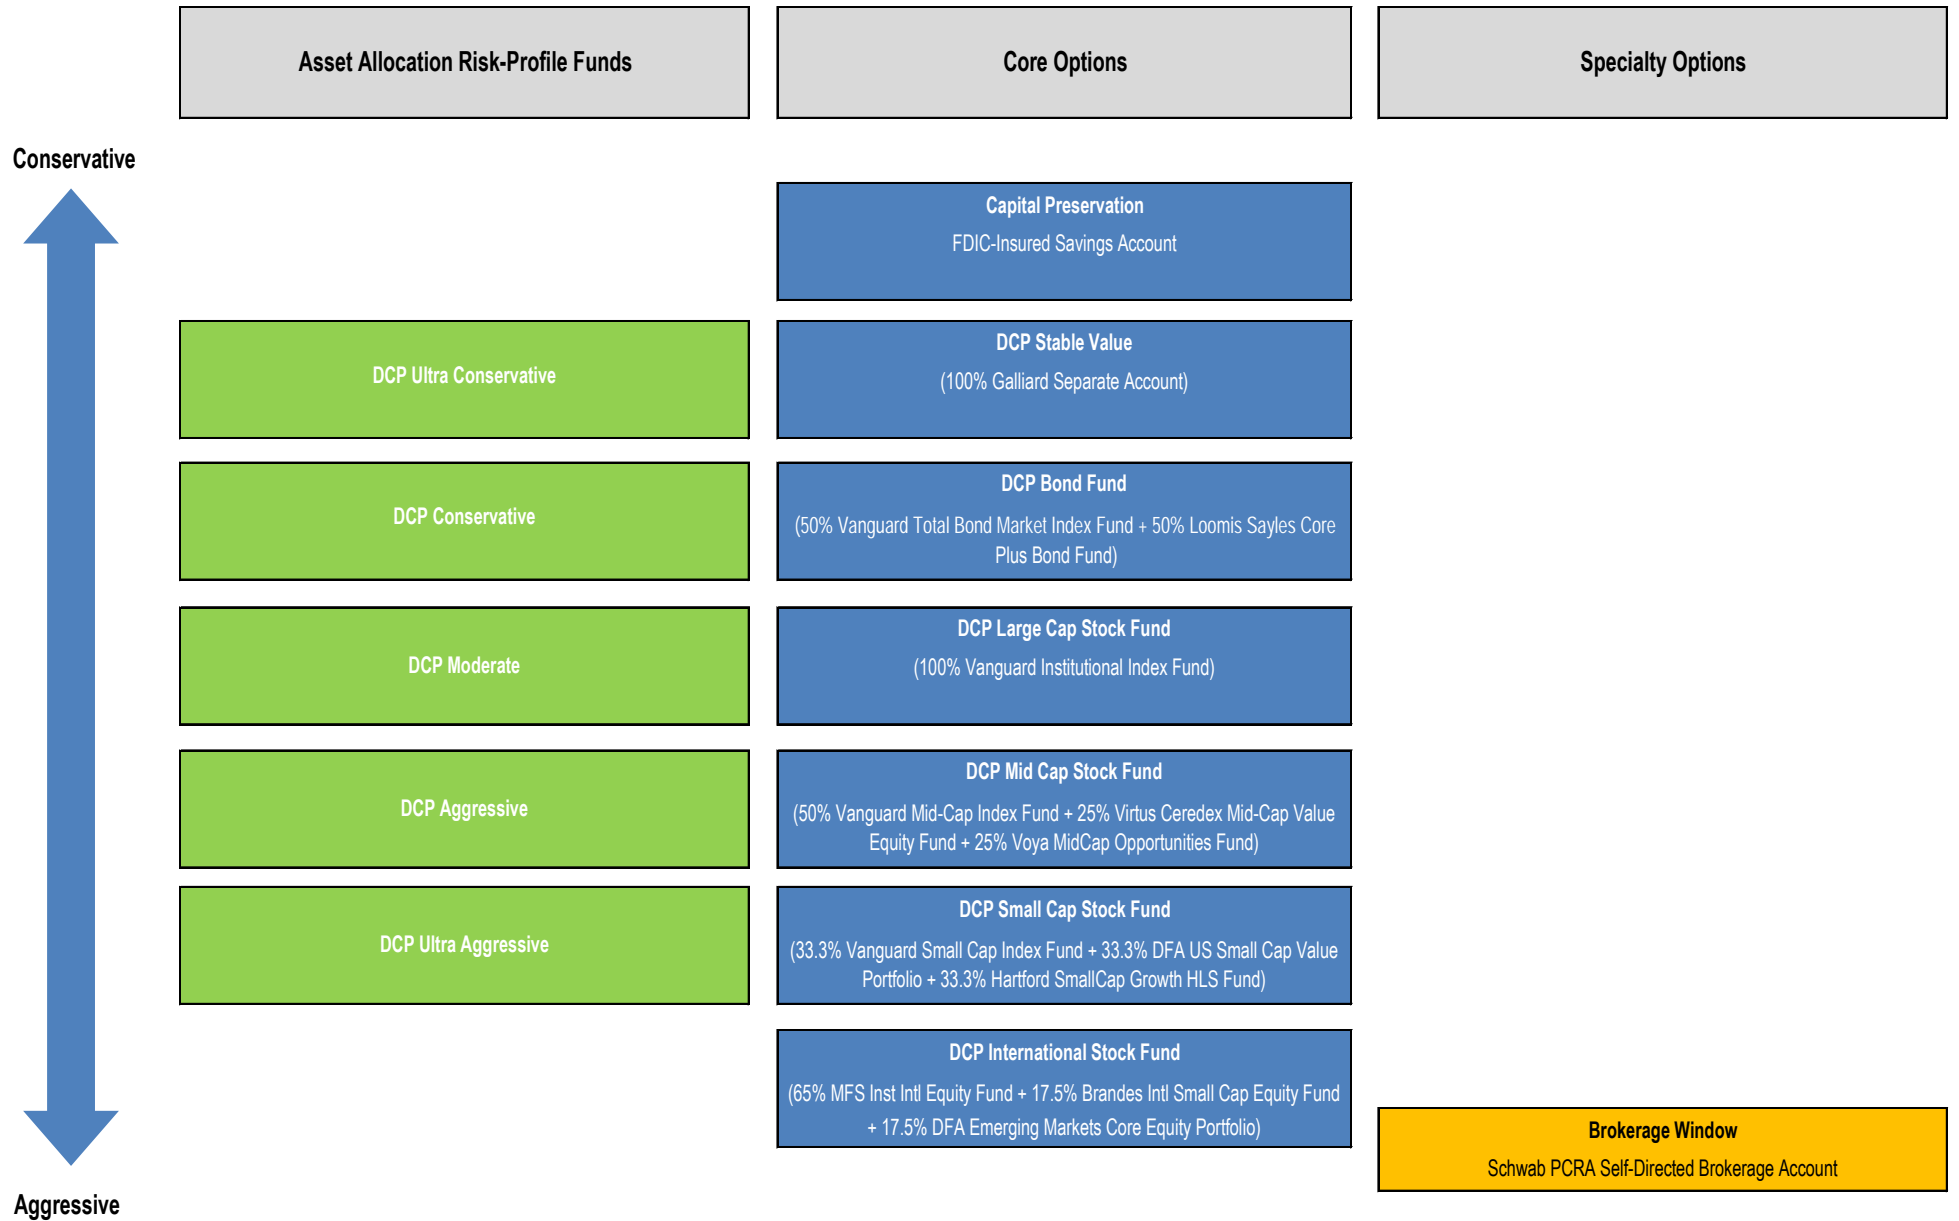 Asset Allocation Risk-Profile Funds
Core Options
Specialty Options
Conservative
Capital Preservation
FDIC-Insured Savings Account
DCP Ultra Conservative
DCP Stable Value
(100% Galliard Separate Account)
DCP Conservative
DCP Bond Fund
(50% Vanguard Total Bond Market Index Fund + 50% Loomis Sayles Core
Plus Bond Fund)
DCP Moderate
DCP Large Cap Stock Fund
(100% Vanguard Institutional Index Fund)
DCP Aggressive
DCP Mid Cap Stock Fund
(50% Vanguard Mid-Cap Index Fund + 25% Virtus Ceredex Mid-Cap Value
Equity Fund + 25% Voya MidCap Opportunities Fund)
DCP Ultra Aggressive
DCP Small Cap Stock Fund
(33.3% Vanguard Small Cap Index Fund + 33.3% DFA US Small Cap Value
Portfolio + 33.3% Hartford SmallCap Growth HLS Fund)
DCP International Stock Fund
(65% MFS Inst Intl Equity Fund + 17.5% Brandes Intl Small Cap Equity Fund
+ 17.5% DFA Emerging Markets Core Equity Portfolio)
Brokerage Window
Schwab PCRA Self-Directed Brokerage Account
Aggressive